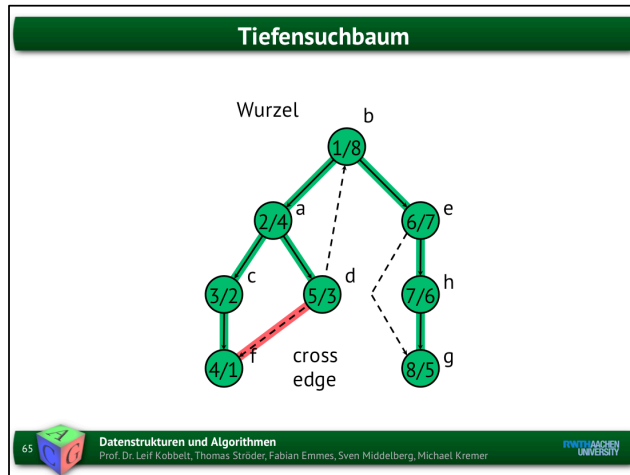 Tiefensuchbaum
Wurzel
b
1/8
a
2/4
e
6/7
c
3/2
d
5/3
h
7/6
f
4/1
cross
edge
g
8/5
65
A
C
G
Datenstrukturen und Algorithmen
Prof. Dr. Leif Kobbelt, Thomas Ströder, Fabian Emmes, Sven Middelberg, Michael Kremer
RWTHAACHEN
UNIVERSITY